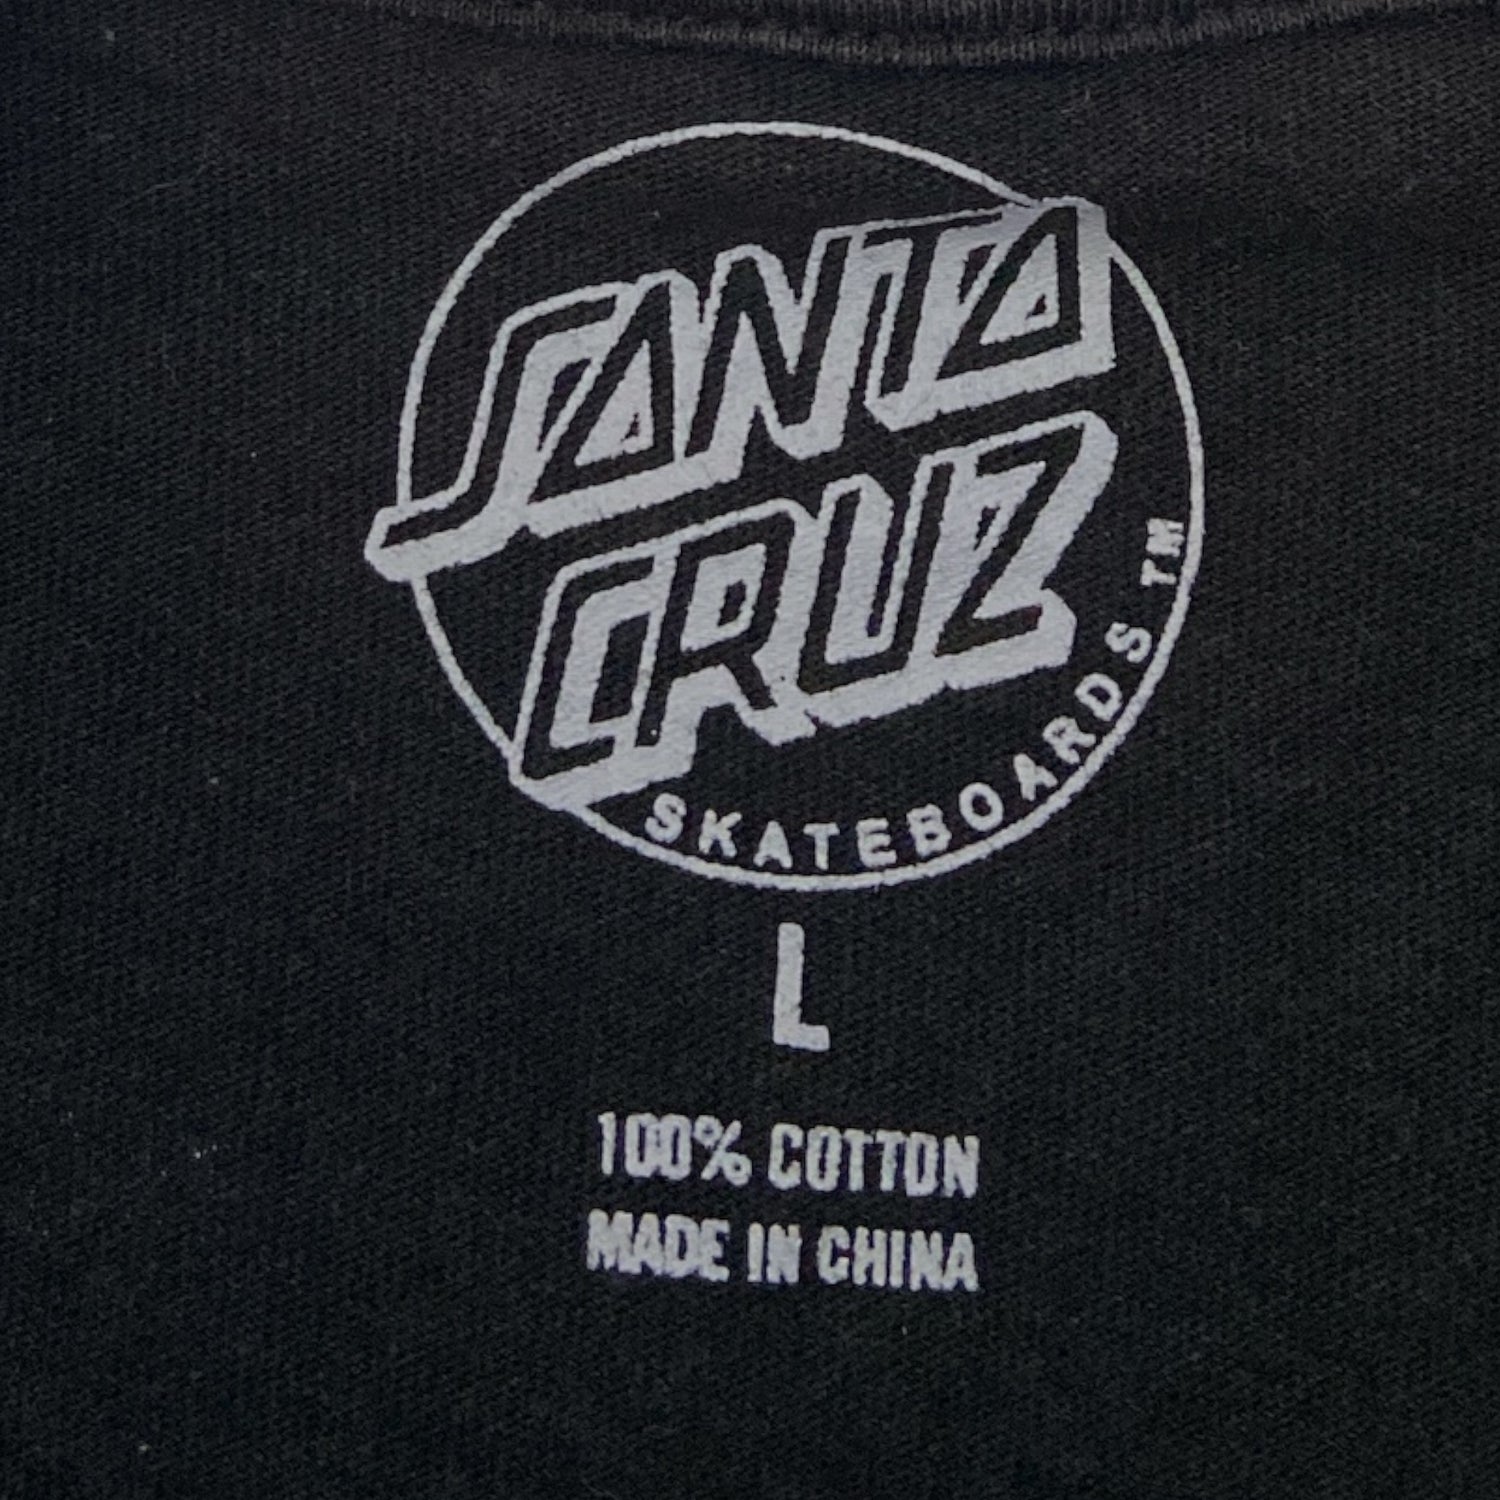 SANTA
CRUZ
SKATEBOARDS TM
L
100% COTTON
MADE IN CHINA